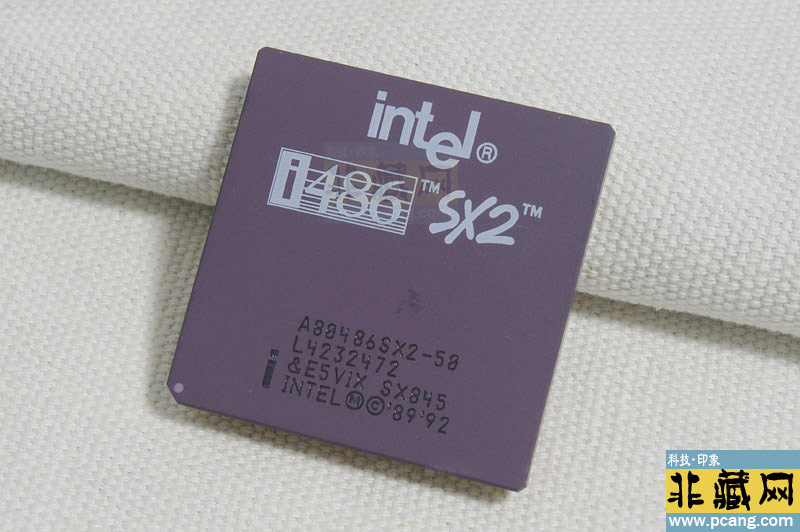 intel®
i486™ SX2™
A80486SX2-50
L4232472
i &E5ViX SX845
INTEL Ⓜ © '89 '92
科技·印象
非藏网
www.pcang.com